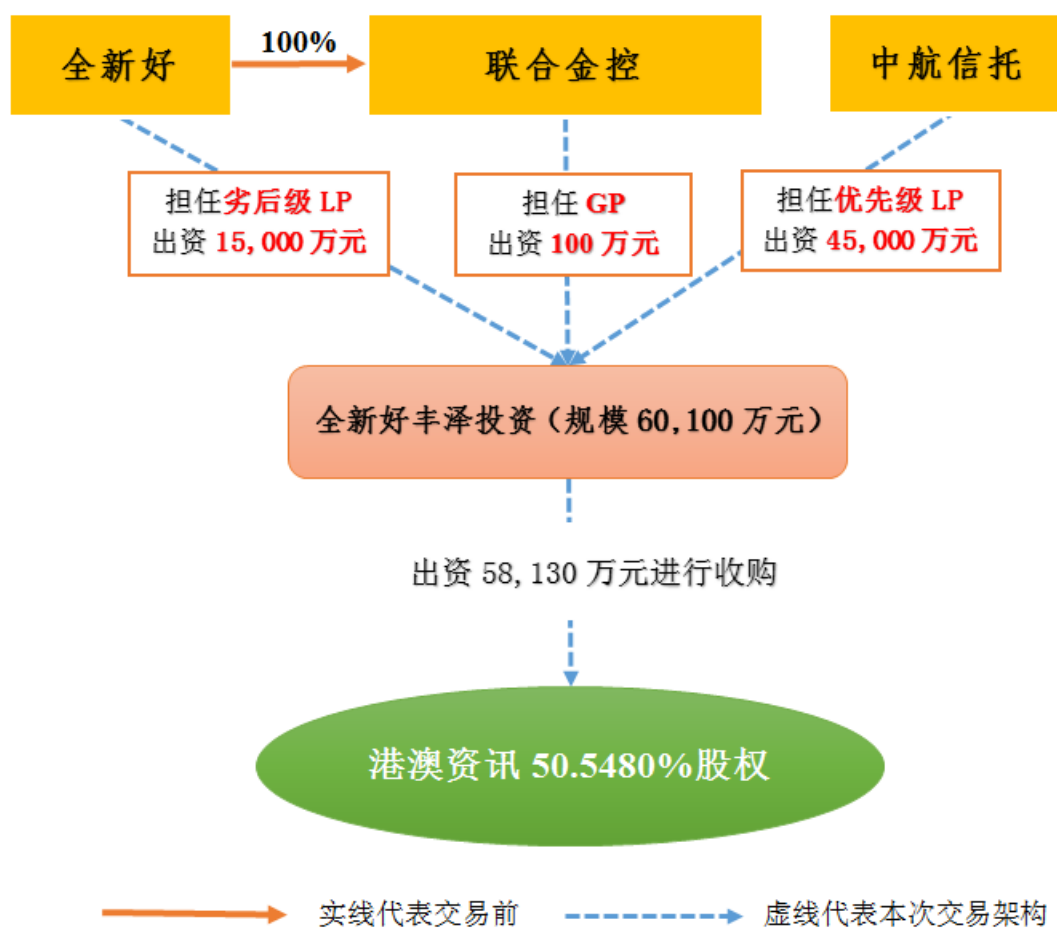 全新好
100%
联合金控
中航信托
担任劣后级 LP
出资 15,000 万元
担任 GP
出资 100 万元
担任优先级 LP
出资 45,000 万元
全新好丰泽投资（规模 60,100 万元）
出资 58,130 万元进行收购
港澳资讯 50.5480%股权
实线代表交易前
虚线代表本次交易架构